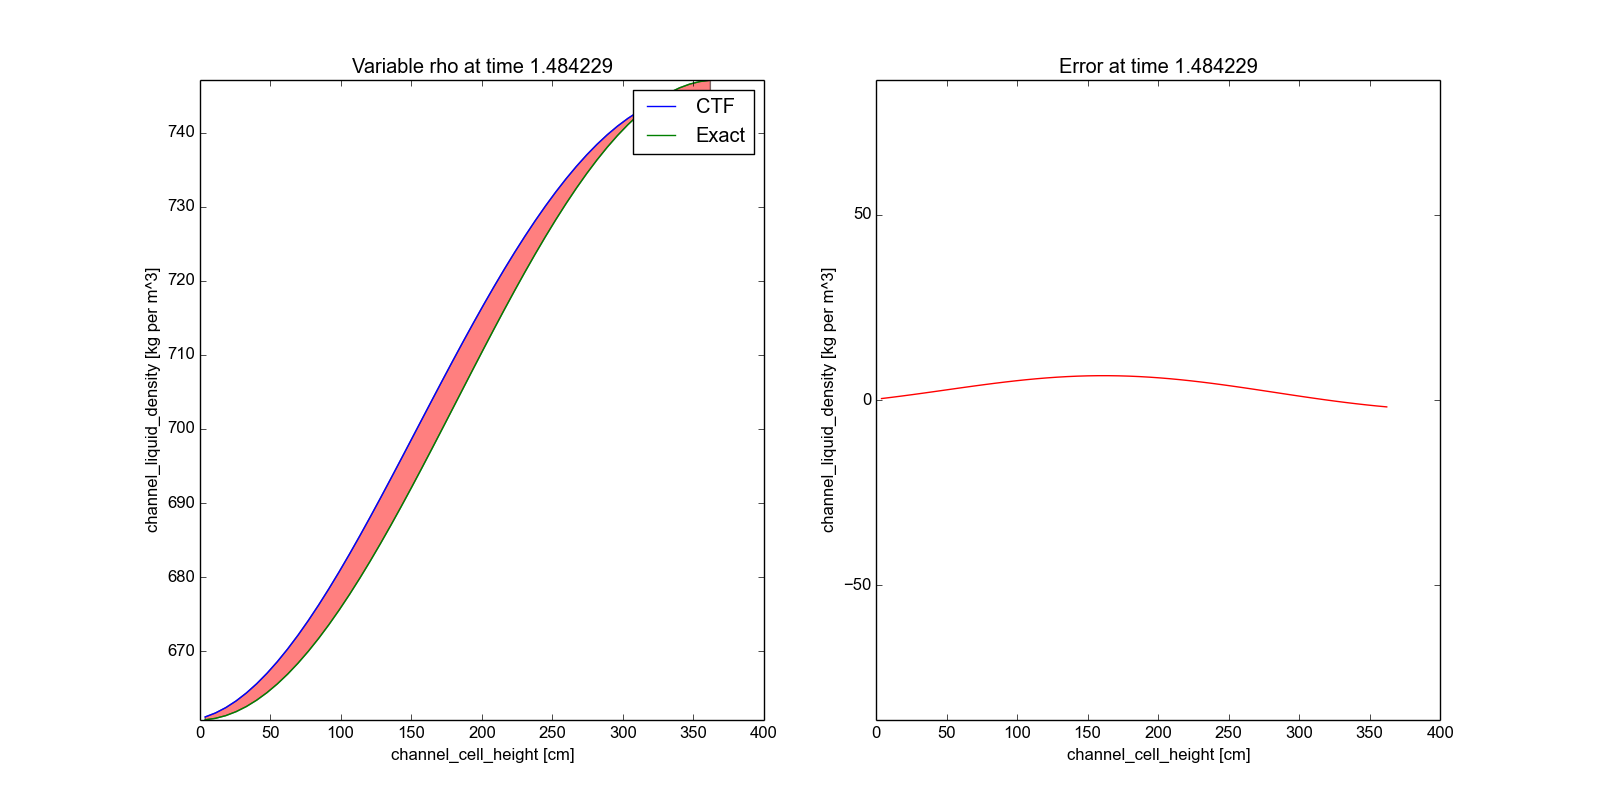 Variable rho at time 1.484229
CTF
Exact
740
730
720
710
700
690
680
670
0 50 100 150 200 250 300 350 400
channel_cell_height [cm]
channel_liquid_density [kg per m^3]
Error at time 1.484229
50
0
−50
0 50 100 150 200 250 300 350 400
channel_cell_height [cm]
channel_liquid_density [kg per m^3]